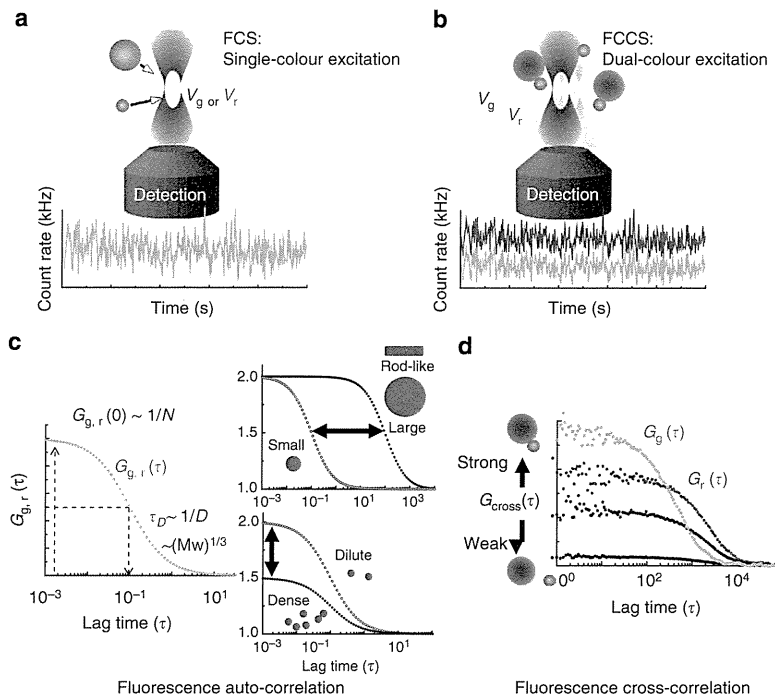 a
FCS:
Single-colour excitation
V_g or V_r
Detection
Count rate (kHz)
Time (s)
b
FCCS:
Dual-colour excitation
V_g
V_r
Detection
Count rate (kHz)
Time (s)
c
G_g, r (0) ~ 1/N
G_g, r (τ)
τ_D ~ 1/D
~(Mw)^1/3
G_g, r (τ)
10^−3
10^−1
10^1
Lag time (τ)
2.0
1.5
1.0
Rod-like
Large
Small
10^−3
10^−1
10^1
10^3
2.0
1.5
1.0
Dilute
Dense
10^−3
10^−1
10^1
Lag time (τ)
Fluorescence auto-correlation
d
G_g (τ)
G_r (τ)
Strong
G_cross(τ)
Weak
10^0
10^2
10^4
Lag time (τ)
Fluorescence cross-correlation